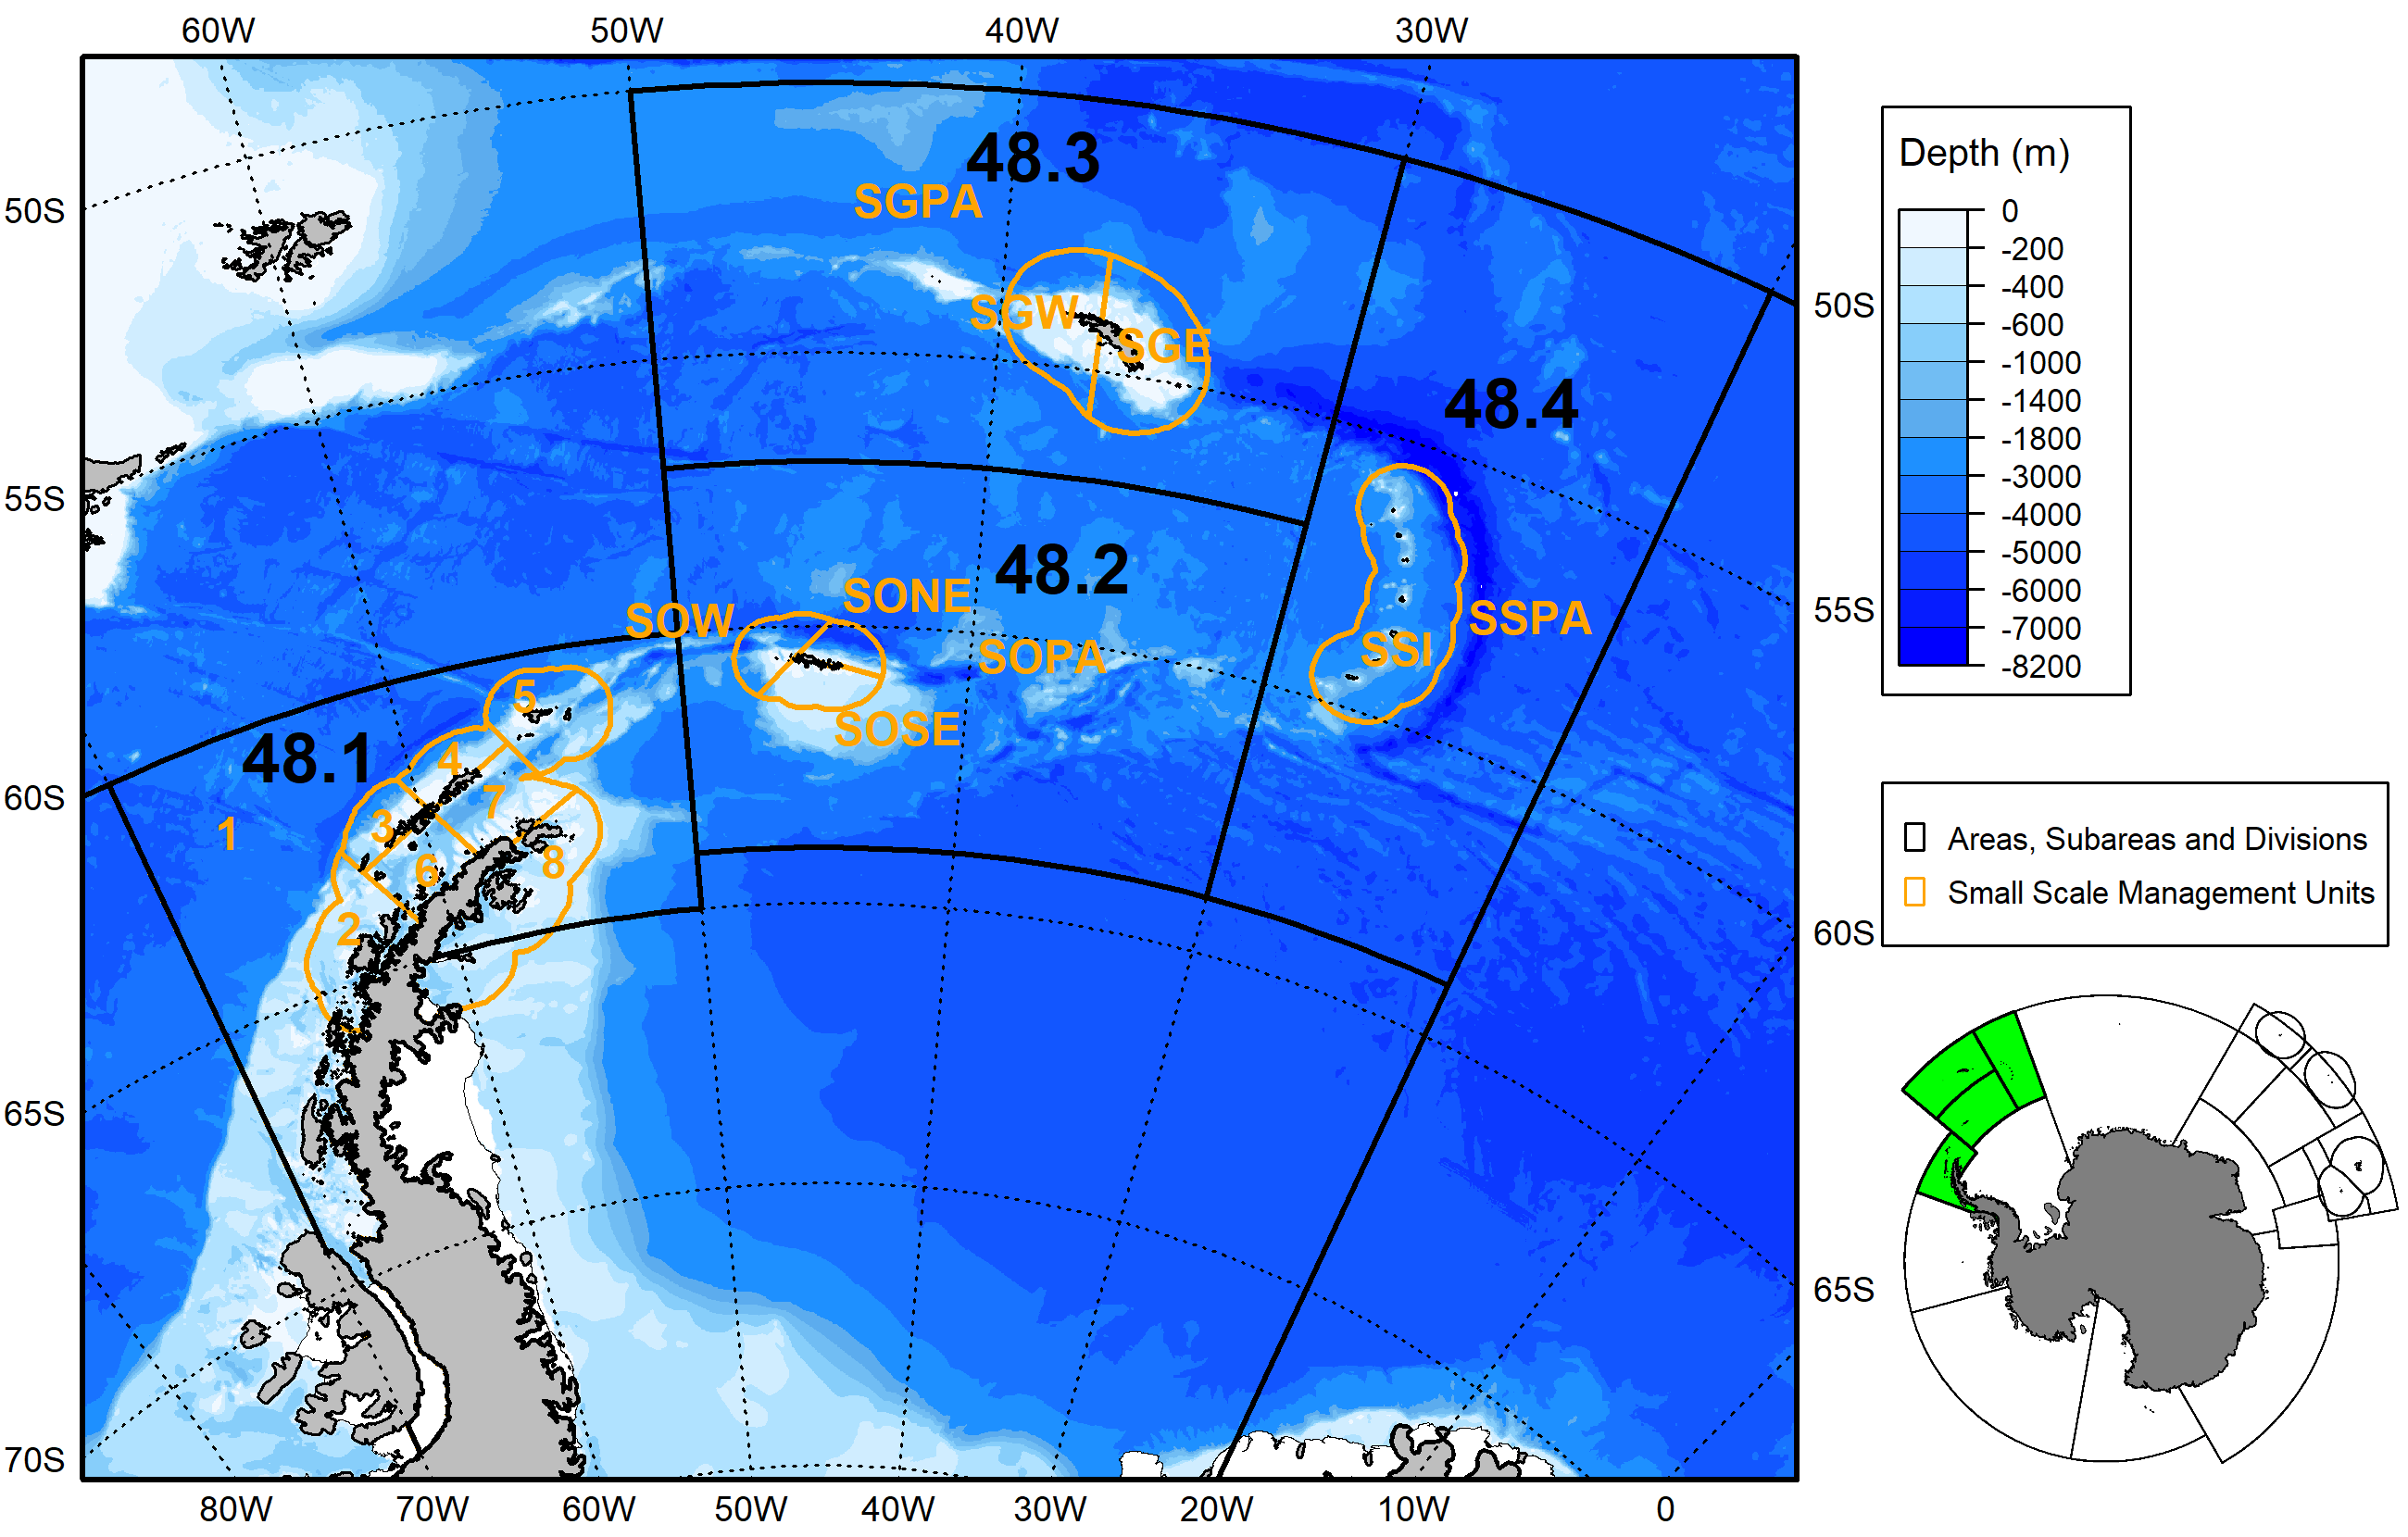 60W 50W 40W 30W
50S
55S
60S
65S
70S
50S
55S
60S
65S
80W 70W 60W 50W 40W 30W 20W 10W 0
48.3
SGPA
SGW
SGE
48.4
48.2
SONE
SOW
SOPA
SSPA
SSI
SOSE
48.1
5
4
7
3
1
6
8
2
Depth (m)
0
-200
-400
-600
-1000
-1400
-1800
-3000
-4000
-5000
-6000
-7000
-8200
Areas, Subareas and Divisions
Small Scale Management Units